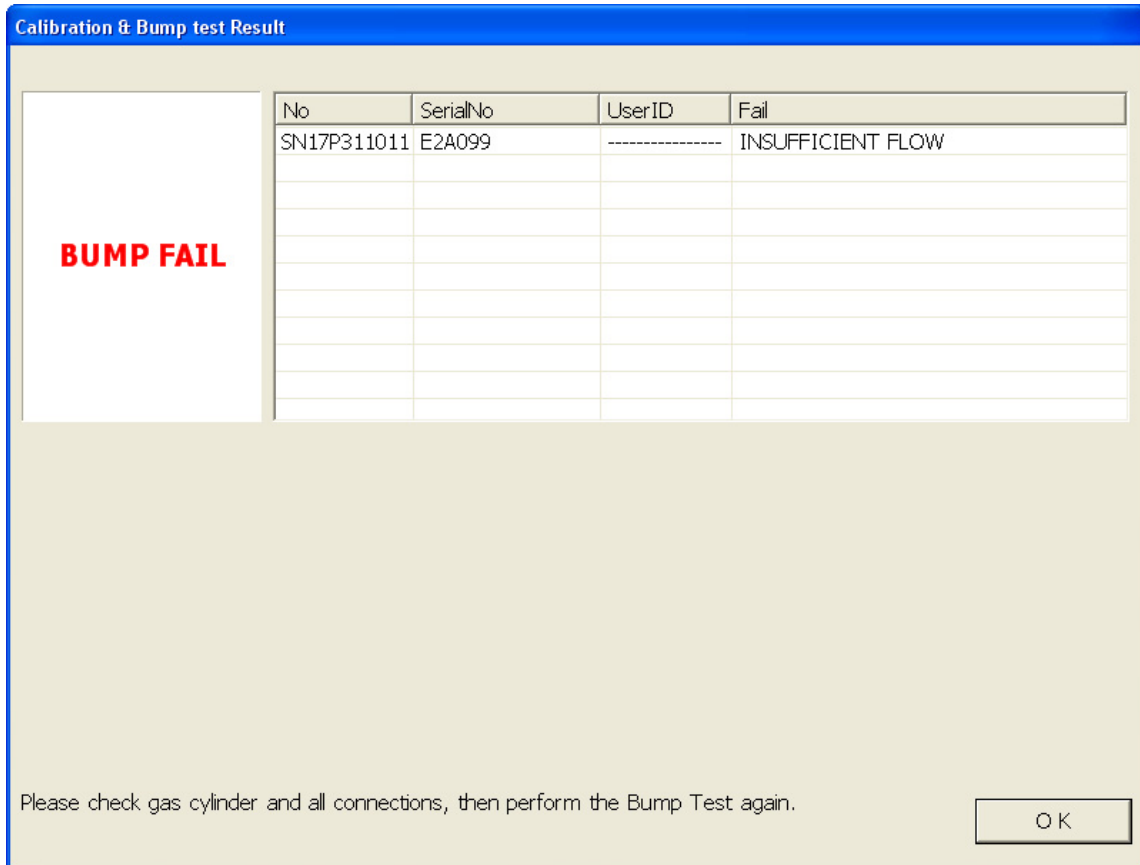 Calibration & Bump test Result
No SerialNo UserID Fail
SN17P311011 E2A099 ---------------- INSUFFICIENT FLOW
BUMP FAIL
Please check gas cylinder and all connections, then perform the Bump Test again.
OK